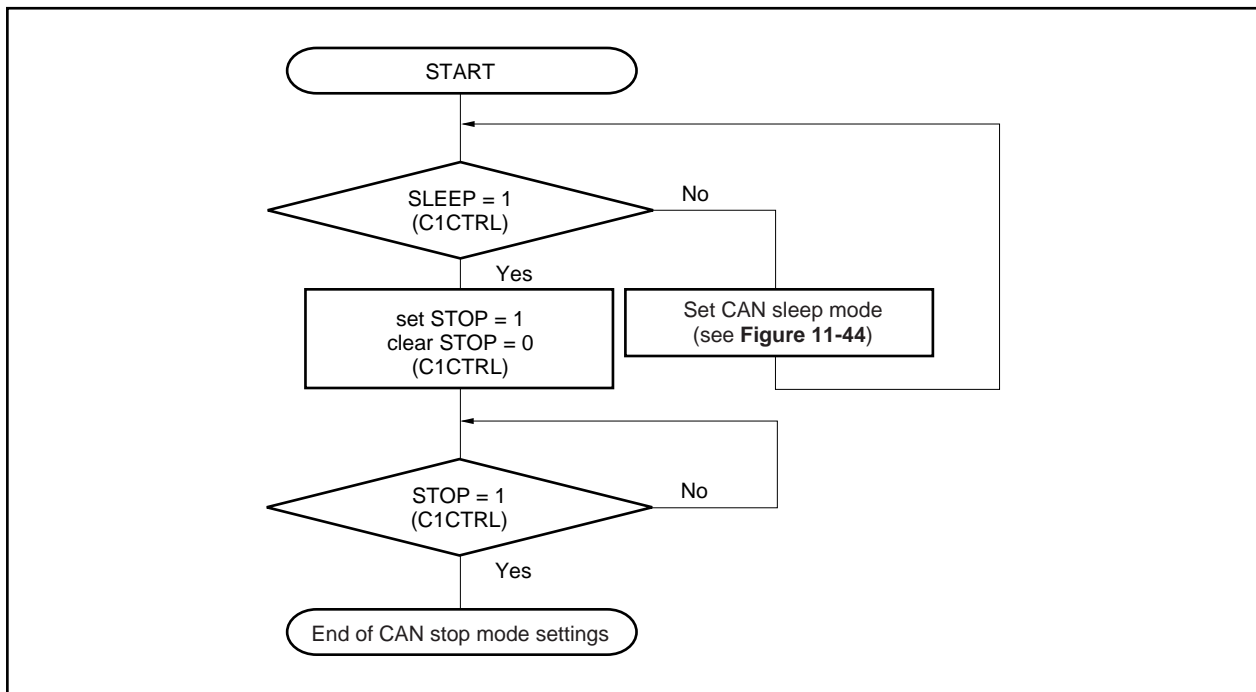 START
SLEEP = 1
(C1CTRL)
No
Yes
set STOP = 1
clear STOP = 0
(C1CTRL)
Set CAN sleep mode
(see Figure 11-44)
STOP = 1
(C1CTRL)
No
Yes
End of CAN stop mode settings